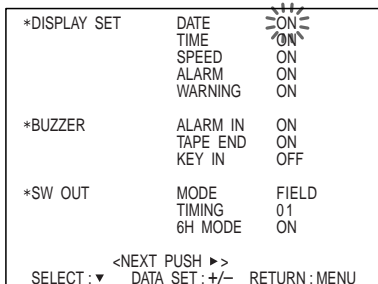 *DISPLAY SET DATE ON
TIME ON
SPEED ON
ALARM ON
WARNING ON
*BUZZER ALARM IN ON
TAPE END ON
KEY IN OFF
*SW OUT MODE FIELD
TIMING 01
6H MODE ON
<NEXT PUSH ►>
SELECT : ▼ DATA SET : +/− RETURN : MENU